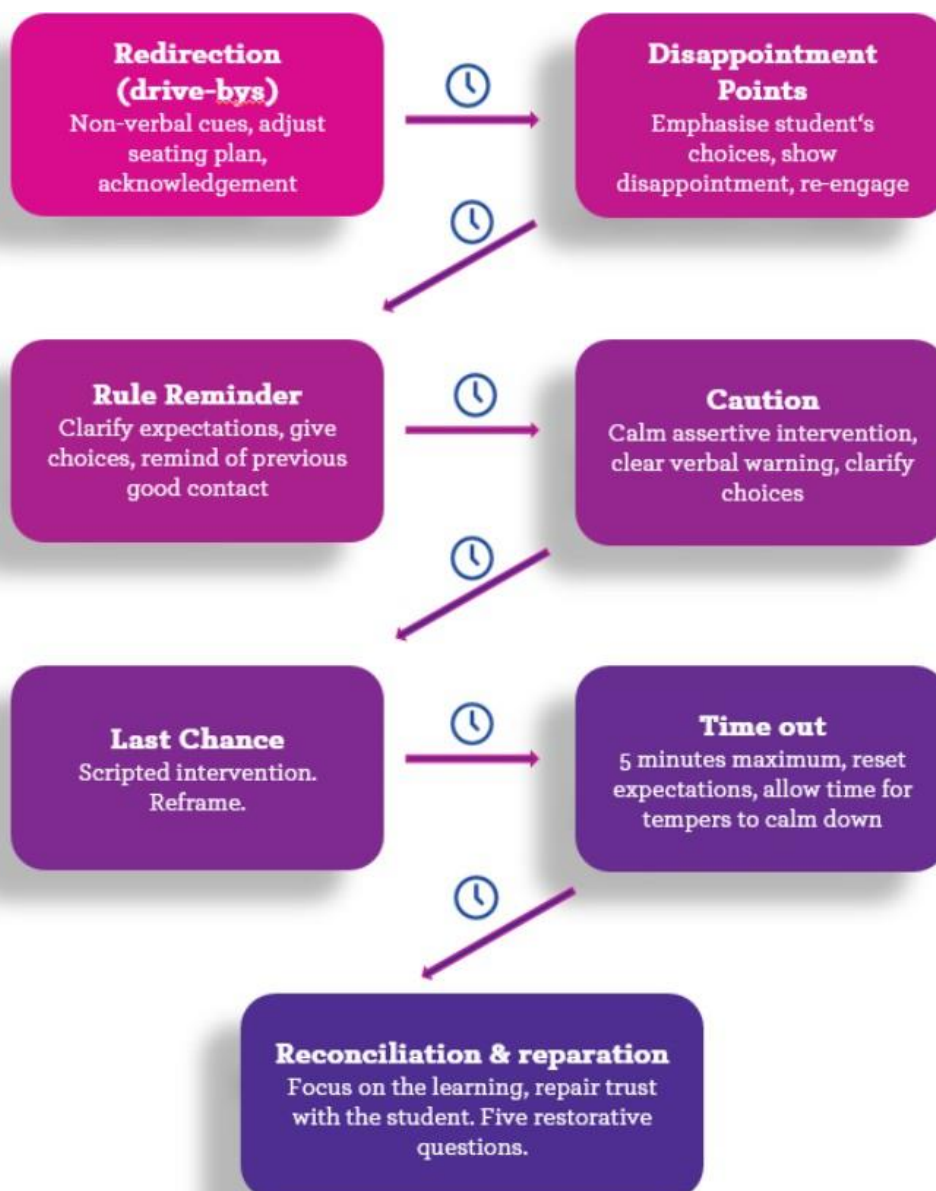 Redirection
(drive-bys)
Non-verbal cues, adjust
seating plan,
acknowledgement
Disappointment
Points
Emphasise student's
choices, show
disappointment, re-engage
Rule Reminder
Clarify expectations, give
choices, remind of previous
good contact
Caution
Calm assertive intervention,
clear verbal warning, clarify
choices
Last Chance
Scripted intervention.
Reframe.
Time out
5 minutes maximum, reset
expectations, allow time for
tempers to calm down
Reconciliation & reparation
Focus on the learning, repair trust
with the student. Five restorative
questions.